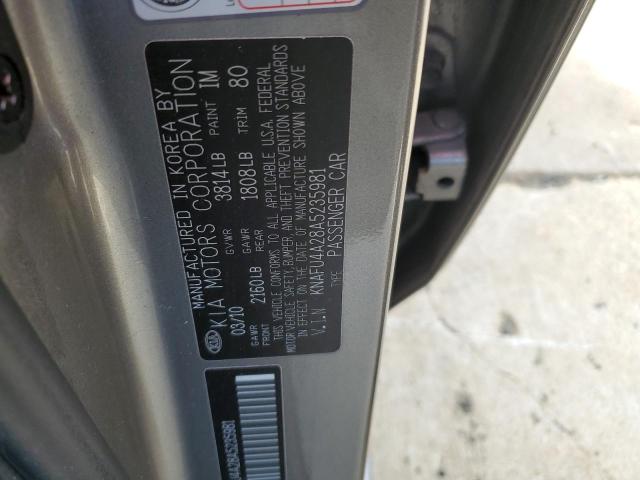 MANUFACTURED IN KOREA BY
KIA KIA MOTORS CORPORATION
03/10 GVWR 3814LB PAINT IM
GAWR FRONT 2160LB GAWR REAR 1808LB TRIM 80
THIS VEHICLE CONFORMS TO ALL APPLICABLE U.S.A. FEDERAL
MOTOR VEHICLE SAFETY, BUMPER, AND THEFT PREVENTION STANDARDS
IN EFFECT ON THE DATE OF MANUFACTURE SHOWN ABOVE
V.I.N KNAFU4A28A5235981
TYPE PASSENGER CAR